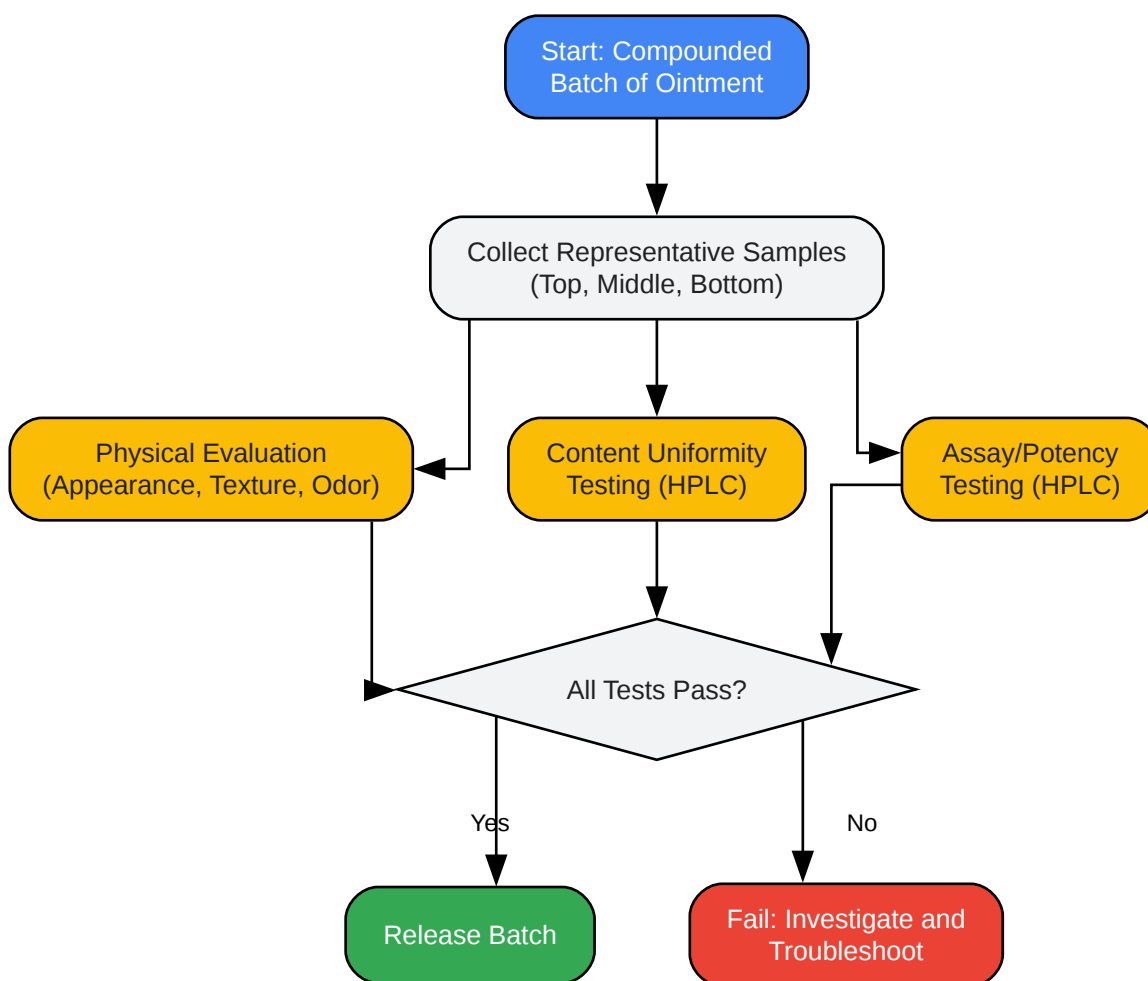 Start: Compounded
Batch of Ointment
Collect Representative Samples
(Top, Middle, Bottom)
Physical Evaluation
(Appearance, Texture, Odor)
Content Uniformity
Testing (HPLC)
Assay/Potency
Testing (HPLC)
All Tests Pass?
Yes
No
Release Batch
Fail: Investigate and
Troubleshoot